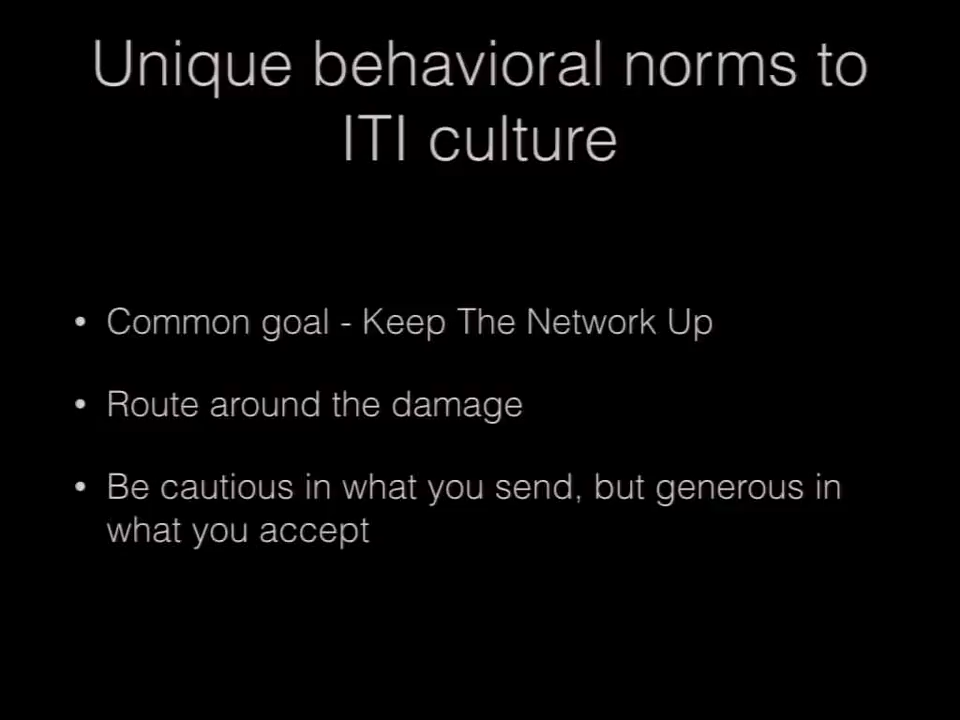 Unique behavioral norms to
ITI culture
• Common goal - Keep The Network Up
• Route around the damage
• Be cautious in what you send, but generous in
what you accept